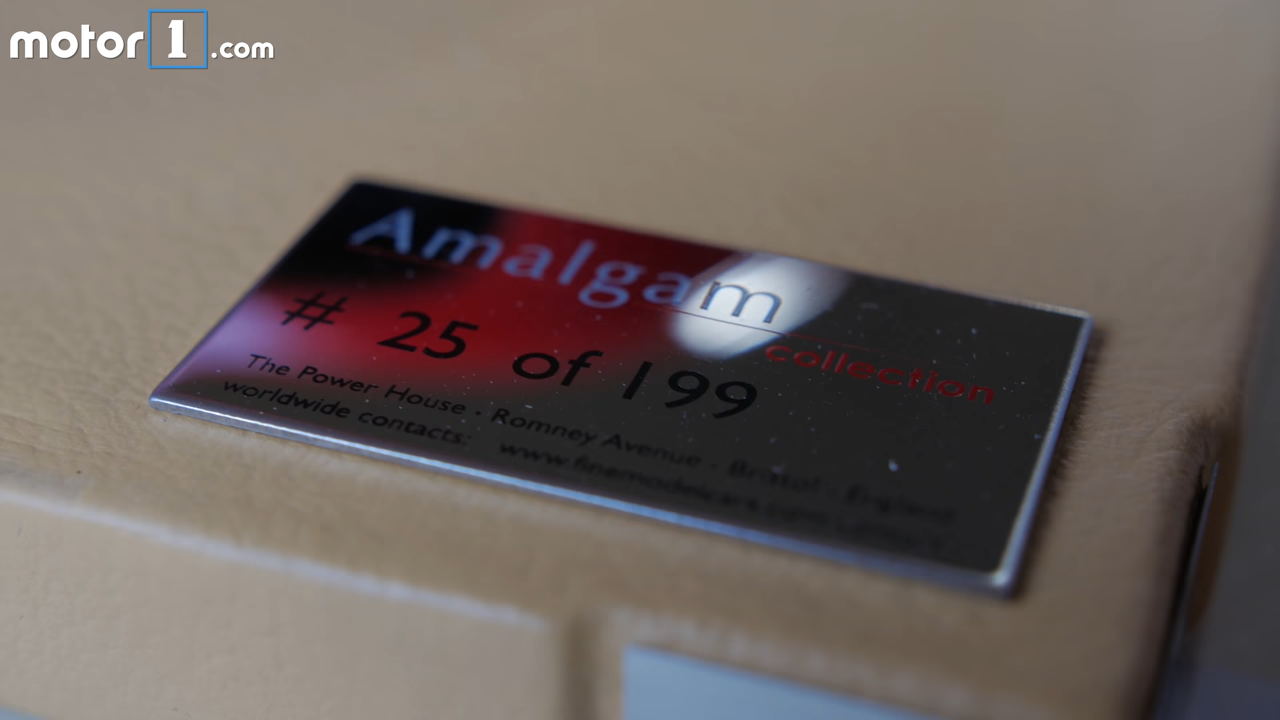 motor1.com
Amalgam
collection
# 25 of 199
The Power House · Romney Avenue · Bristol · England
worldwide contacts: